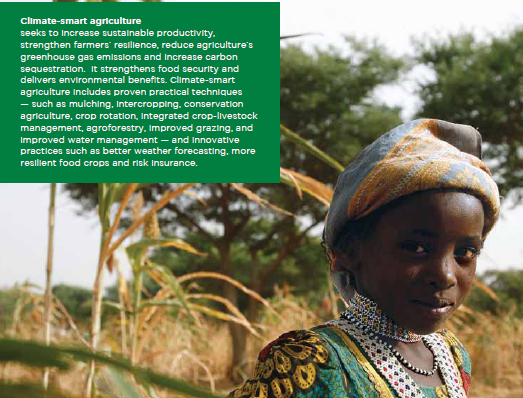 Climate-smart agriculture
seeks to increase sustainable productivity,
strengthen farmers' resilience, reduce agriculture's
greenhouse gas emissions and increase carbon
sequestration. It strengthens food security and
delivers environmental benefits. Climate-smart
agriculture includes proven practical techniques
— such as mulching, intercropping, conservation
agriculture, crop rotation, integrated crop-livestock
management, agroforestry, improved grazing, and
improved water management — and innovative
practices such as better weather forecasting, more
resilient food crops and risk insurance.